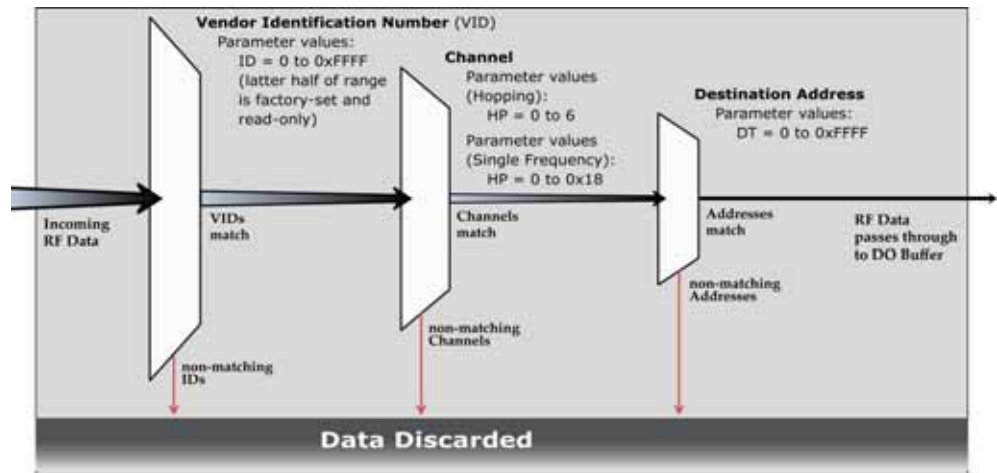 Vendor Identification Number (VID)
Parameter values:
ID = 0 to 0xFFFF
(latter half of range
is factory-set and
read-only)
Channel
Parameter values
(Hopping):
HP = 0 to 6
Parameter values
(Single Frequency):
HP = 0 to 0x18
Destination Address
Parameter values:
DT = 0 to 0xFFFF
Incoming
RF Data
VIDs
match
Channels
match
Addresses
match
RF Data
passes through
to DO Buffer
non-matching
IDs
non-matching
Channels
non-matching
Addresses
Data Discarded